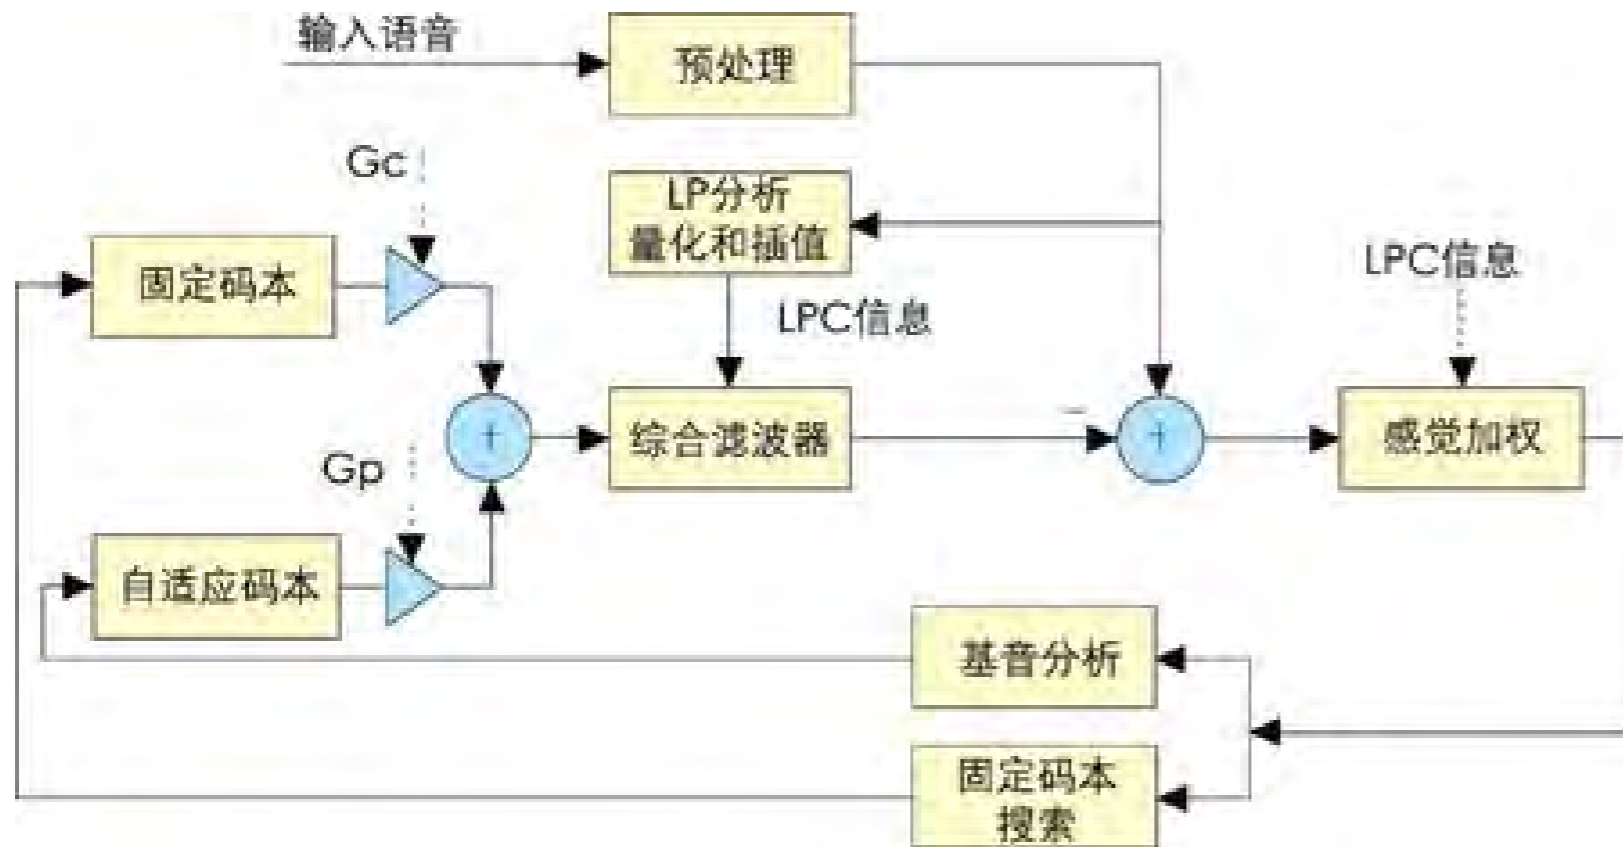 输入语音
预处理
Gc
LP分析
量化和插值
固定码本
LPC信息
LPC信息
+
综合滤波器
−
+
感觉加权
Gp
自适应码本
基音分析
固定码本
搜索